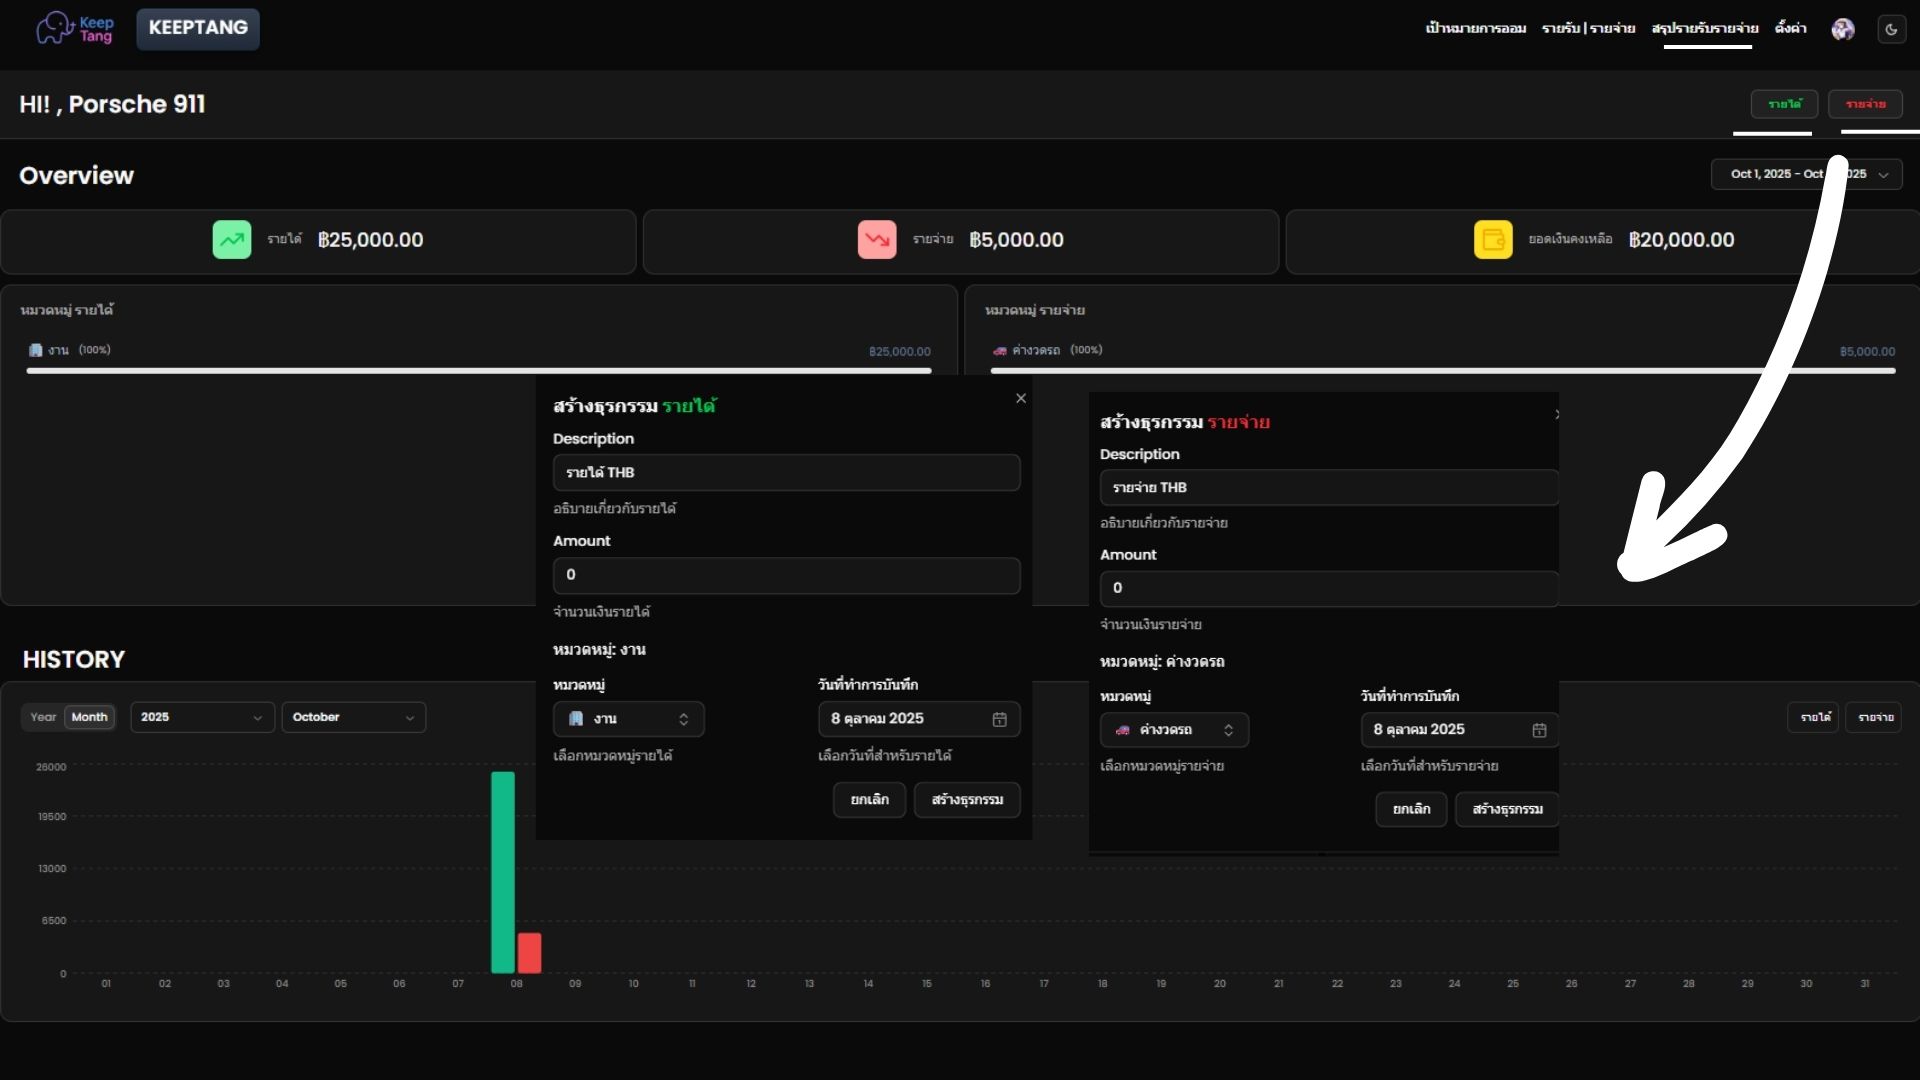 Keep
Tang
KEEPTANG
เป้าหมายการออม รายรับ | รายจ่าย สรุปรายรับรายจ่าย ตั้งค่า
HI! , Porsche 911
รายได้ รายจ่าย
Overview
Oct 1, 2025 - Oct 025
รายได้ ฿25,000.00
รายจ่าย ฿5,000.00
ยอดเงินคงเหลือ ฿20,000.00
หมวดหมู่ รายได้
งาน (100%) ฿25,000.00
หมวดหมู่ รายจ่าย
ค่างวดรถ (100%) ฿5,000.00
สร้างธุรกรรม รายได้
Description
รายได้ THB
อธิบายเกี่ยวกับรายได้
Amount
0
จำนวนเงินรายได้
หมวดหมู่: งาน
หมวดหมู่ วันที่ทำการบันทึก
งาน 8 ตุลาคม 2025
เลือกหมวดหมู่รายได้ เลือกวันที่สำหรับรายได้
ยกเลิก สร้างธุรกรรม
สร้างธุรกรรม รายจ่าย
Description
รายจ่าย THB
อธิบายเกี่ยวกับรายจ่าย
Amount
0
จำนวนเงินรายจ่าย
หมวดหมู่: ค่างวดรถ
หมวดหมู่ วันที่ทำการบันทึก
ค่างวดรถ 8 ตุลาคม 2025
เลือกหมวดหมู่รายจ่าย เลือกวันที่สำหรับรายจ่าย
ยกเลิก สร้างธุรกรรม
HISTORY
Year Month 2025 October
รายได้ รายจ่าย
26000
19500
13000
6500
0
01 02 03 04 05 06 07 08 09 10 11 12 13 14 15 16 17 18 19 20 21 22 23 24 25 26 27 28 29 30 31